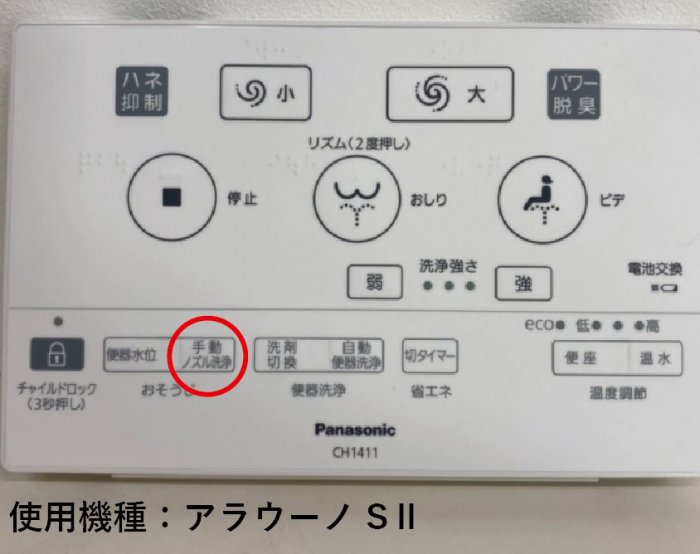 ハネ
抑制
小
大
パワー
脱臭
リズム(2度押し)
停止
おしり
ビデ
弱
洗浄強さ
強
電池交換
eco
低
高
便器水位
手動
ノズル洗浄
洗剤
切換
自動
便器洗浄
切タイマー
便座
温水
チャイルドロック
(3秒押し)
おそうじ
便器洗浄
省エネ
温度調節
Panasonic
CH1411
使用機種：アラウーノ SⅡ